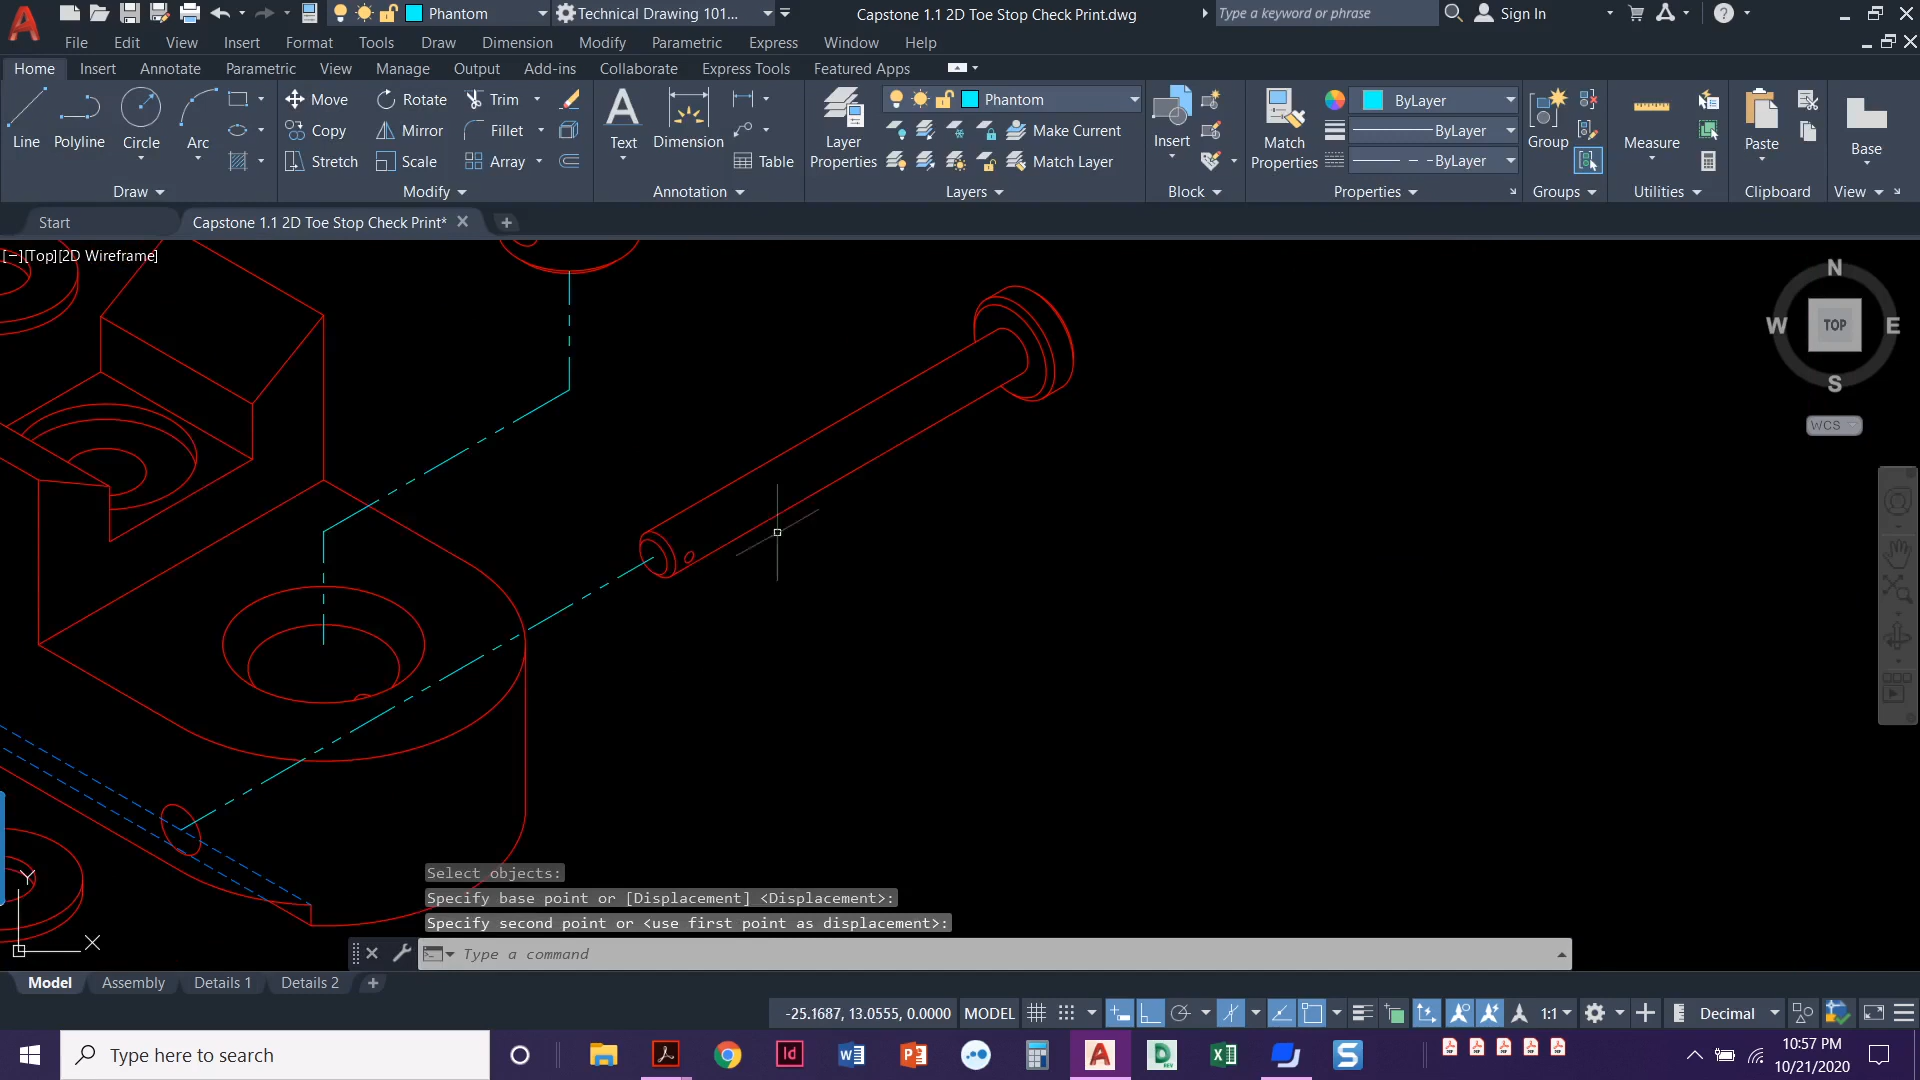 Phantom
Technical Drawing 101...
Capstone 1.1 2D Toe Stop Check Print.dwg
Type a keyword or phrase
Sign In
File Edit View Insert Format Tools Draw Dimension Modify Parametric Express Window Help
Home Insert Annotate Parametric View Manage Output Add-ins Collaborate Express Tools Featured Apps
Line
Polyline
Circle
Arc
Move
Rotate
Trim
Copy
Mirror
Fillet
Stretch
Scale
Array
Text
Dimension
Table
Layer
Properties
Phantom
Make Current
Match Layer
Insert
Match
Properties
ByLayer
ByLayer
ByLayer
Group
Measure
Paste
Base
Draw
Modify
Annotation
Layers
Block
Properties
Groups
Utilities
Clipboard
View
Start
Capstone 1.1 2D Toe Stop Check Print*
[−][Top][2D Wireframe]
N
W
TOP
E
S
WCS
Y
X
Select objects:
Specify base point or [Displacement] <Displacement>:
Specify second point or <use first point as displacement>:
Type a command
Model
Assembly
Details 1
Details 2
-25.1687, 13.0555, 0.0000
MODEL
1:1
Decimal
Type here to search
10:57 PM
10/21/2020